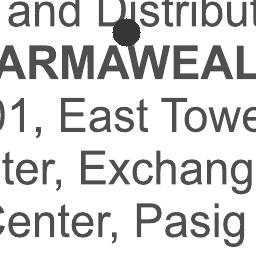 and Distribut
ARMAWEAL
01, East Towe
ter, Exchang
Center, Pasig